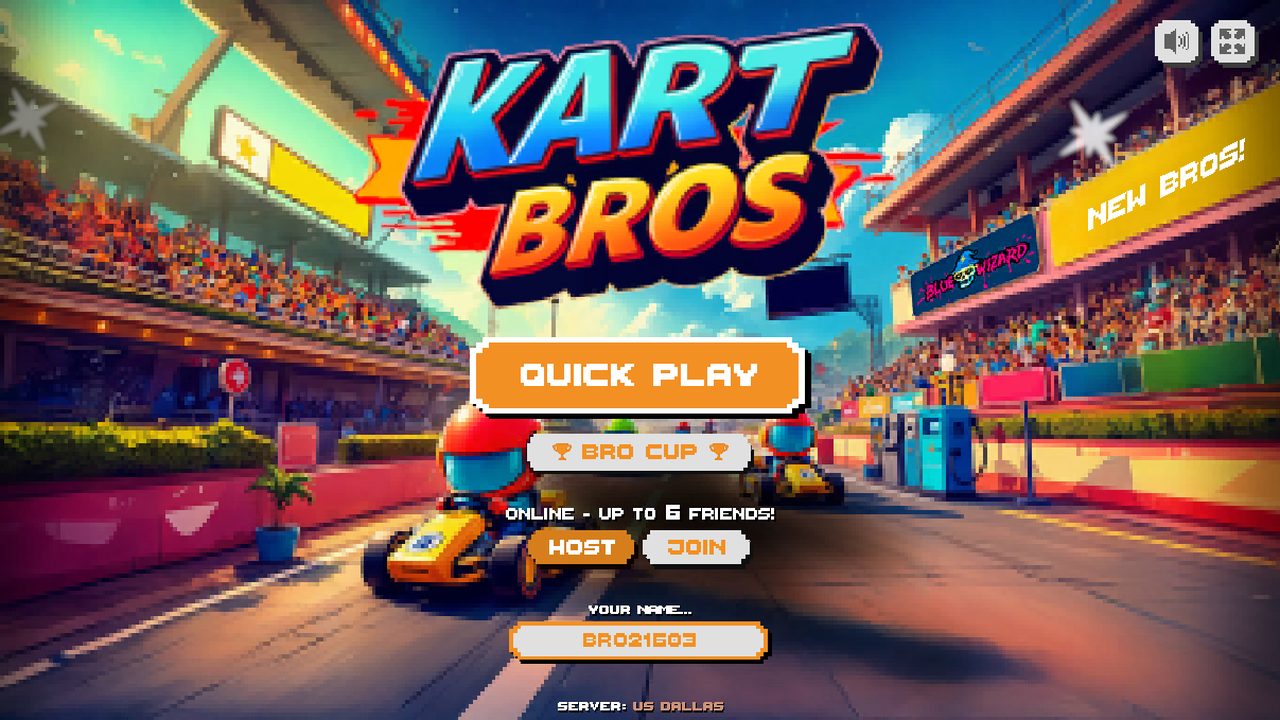 KART
BROS
NEW BROS!
BLUE WIZARD
QUICK PLAY
BRO CUP
ONLINE - UP TO 6 FRIENDS!
HOST JOIN
YOUR NAME...
BRO21603
SERVER: US DALLAS